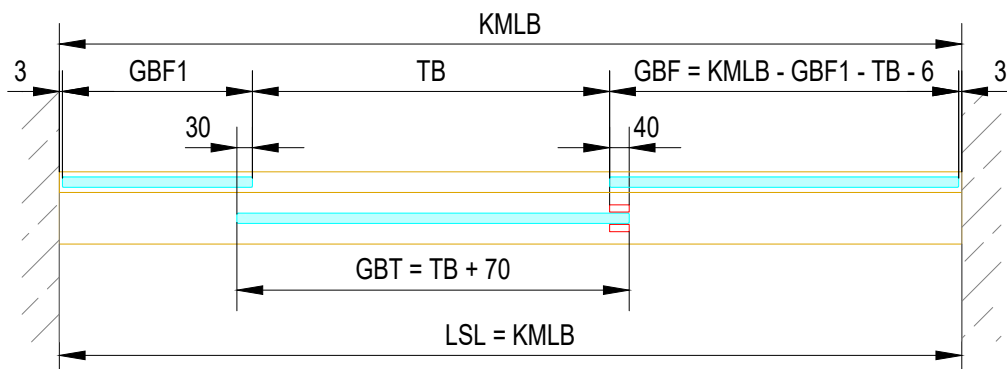 KMLB
3
GBF1
TB
GBF = KMLB - GBF1 - TB - 6
3
30
40
GBT = TB + 70
LSL = KMLB